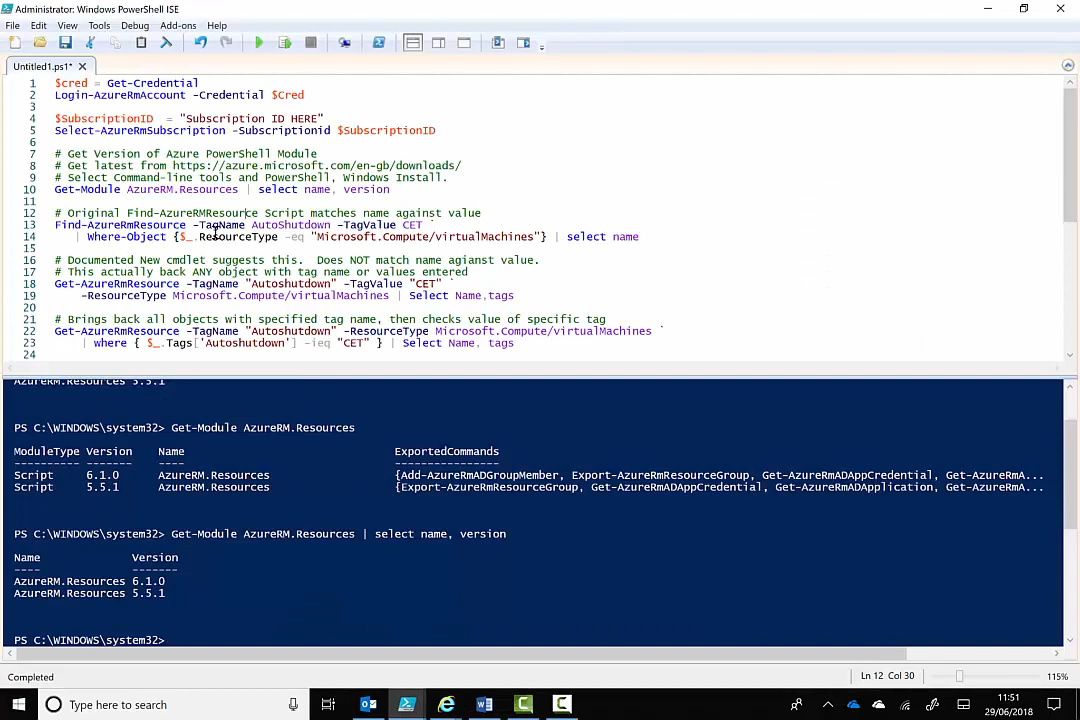 Administrator: Windows PowerShell ISE
File Edit View Tools Debug Add-ons Help
Untitled1.ps1*
1 $cred = Get-Credential
2 Login-AzureRmAccount -Credential $Cred
3
4 $SubscriptionID  = "Subscription ID HERE"
5 Select-AzureRmSubscription -Subscriptionid $SubscriptionID
6
7 # Get Version of Azure PowerShell Module
8 # Get latest from https://azure.microsoft.com/en-gb/downloads/
9 # Select Command-line tools and PowerShell, Windows Install.
10 Get-Module AzureRM.Resources | select name, version
11
12 # Original Find-AzureRMResource Script matches name against value
13 Find-AzureRmResource -TagName AutoShutdown -TagValue CET `
14 | Where-Object {$_.ResourceType -eq "Microsoft.Compute/virtualMachines"} | select name
15
16 # Documented New cmdlet suggests this.  Does NOT match name agianst value.
17 # This actually back ANY object with tag name or values entered
18 Get-AzureRmResource -TagName "Autoshutdown" -TagValue "CET" `
19 -ResourceType Microsoft.Compute/virtualMachines | Select Name,tags
20
21 # Brings back all objects with specified tag name, then checks value of specific tag
22 Get-AzureRmResource -TagName "Autoshutdown" -ResourceType Microsoft.Compute/virtualMachines `
23 | where { $_.Tags['Autoshutdown'] -ieq "CET" } | Select Name, tags
24
AzureRM.Resources 5.5.1
PS C:\WINDOWS\system32> Get-Module AzureRM.Resources
ModuleType Version Name ExportedCommands
---------- ------- ---- ----------------
Script 6.1.0 AzureRM.Resources {Add-AzureRmADGroupMember, Export-AzureRmResourceGroup, Get-AzureRmADAppCredential, Get-AzureRmA...
Script 5.5.1 AzureRM.Resources {Export-AzureRmResourceGroup, Get-AzureRmADAppCredential, Get-AzureRmADApplication, Get-AzureRmA...
PS C:\WINDOWS\system32> Get-Module AzureRM.Resources | select name, version
Name Version
---- -------
AzureRM.Resources 6.1.0
AzureRM.Resources 5.5.1
PS C:\WINDOWS\system32>
Completed Ln 12 Col 30 115%
Type here to search
11:51
29/06/2018